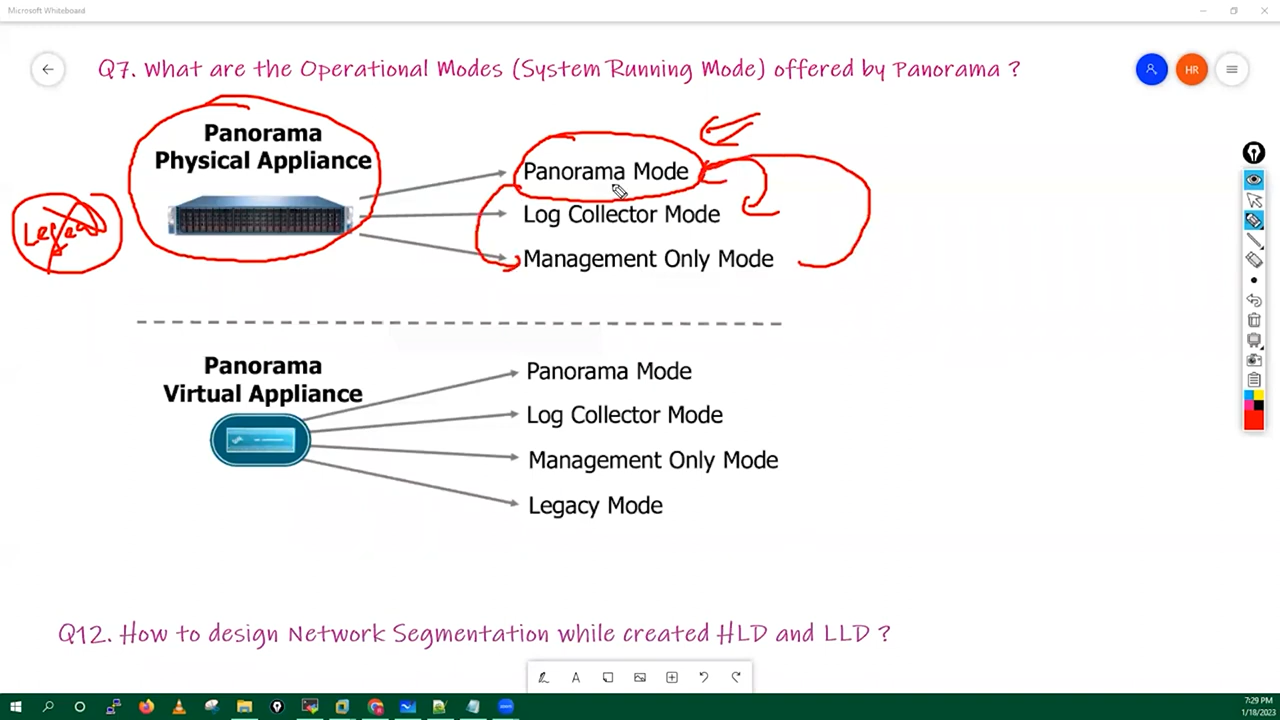 Microsoft Whiteboard
Q7. What are the Operational Modes (System Running Mode) offered by Panorama ?
HR
Panorama
Physical Appliance
Panorama Mode
Log Collector Mode
Management Only Mode
Legacy
Panorama
Virtual Appliance
Panorama Mode
Log Collector Mode
Management Only Mode
Legacy Mode
Q12. How to design Network Segmentation while created HLD and LLD ?
7:29 PM
1/18/2023